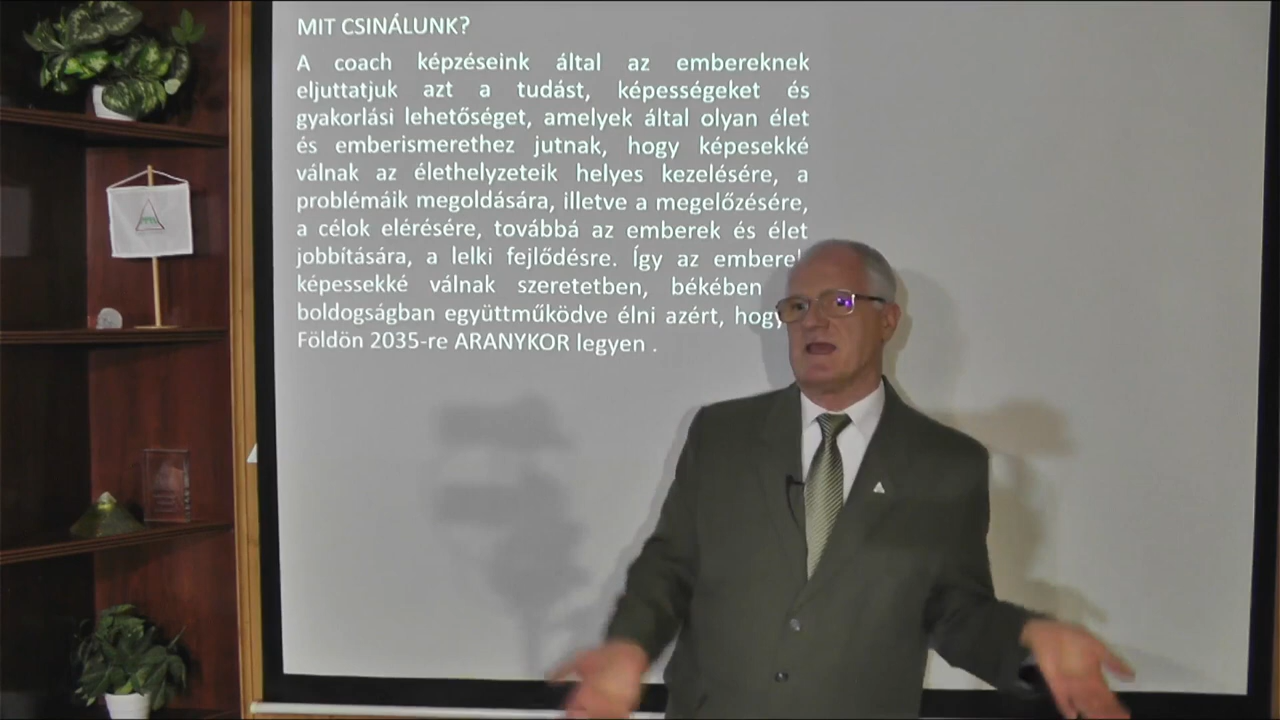 MIT CSINÁLUNK?
A coach képzéseink által az embereknek
eljuttatjuk azt a tudást, képességeket és
gyakorlási lehetőséget, amelyek által olyan élet
és emberismerethez jutnak, hogy képesekké
válnak az élethelyzeteik helyes kezelésére, a
problémáik megoldására, illetve a megelőzésére,
a célok elérésére, továbbá az emberek és élet
jobbítására, a lelki fejlődésre. Így az emberek
képessekké válnak szeretetben, békében
boldogságban együttműködve élni azért, hogy
Földön 2035-re ARANYKOR legyen .